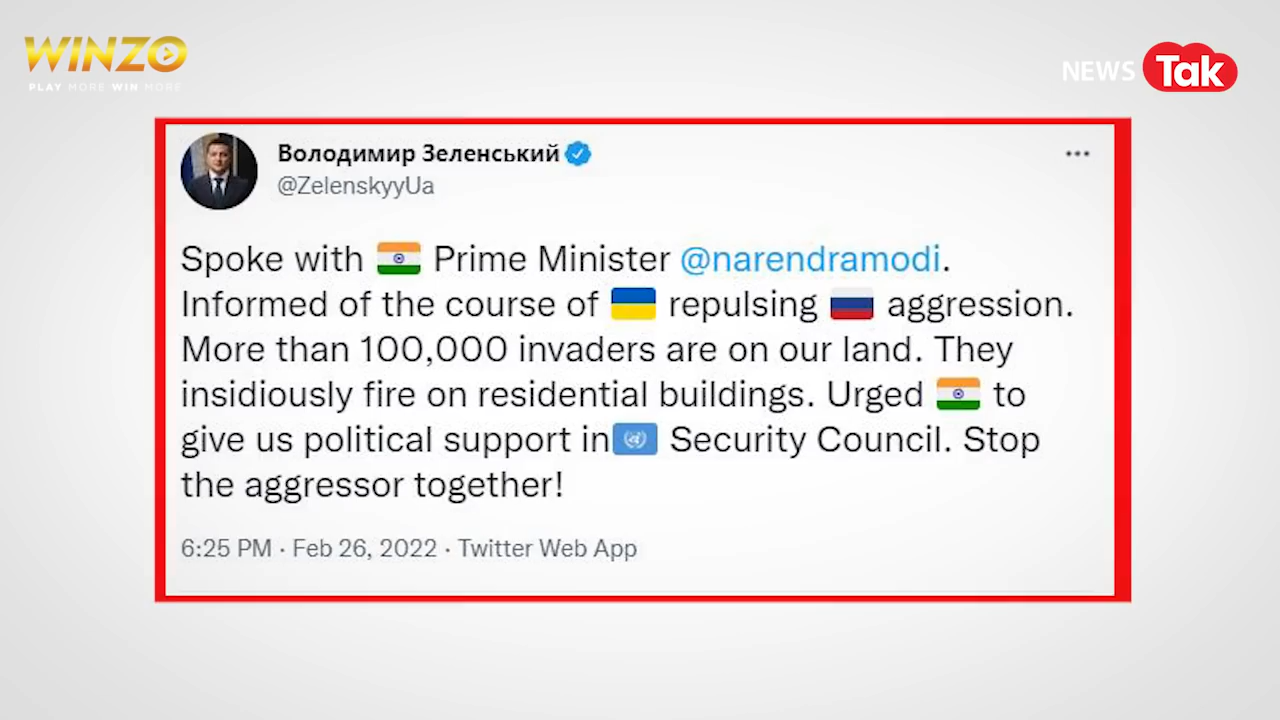 WINZO
PLAY MORE WIN MORE
NEWS Tak
Володимир Зеленський
@ZelenskyyUa
Spoke with 🇮🇳 Prime Minister @narendramodi.
Informed of the course of 🇺🇦 repulsing 🇷🇺 aggression.
More than 100,000 invaders are on our land. They
insidiously fire on residential buildings. Urged 🇮🇳 to
give us political support in🇺🇳 Security Council. Stop
the aggressor together!
6:25 PM · Feb 26, 2022 · Twitter Web App